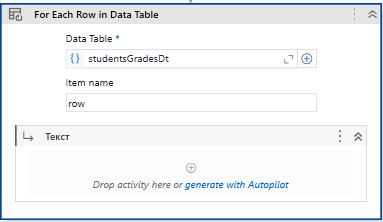 For Each Row in Data Table
Data Table *
{} studentsGradesDt
Item name
row
Текст
Drop activity here or generate with Autopilot